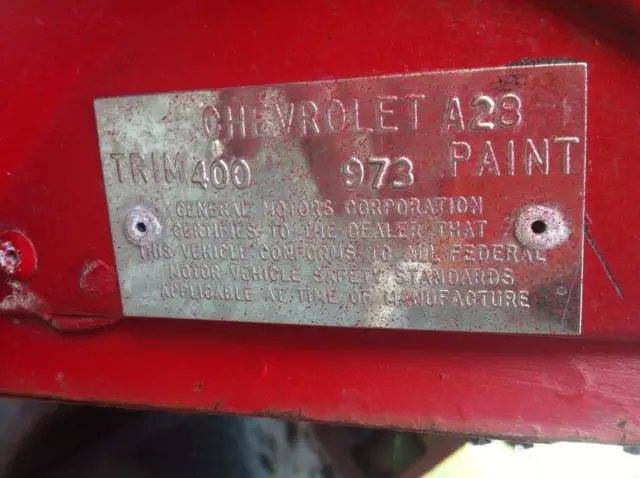 CHEVROLET A28
TRIM 400 973 PAINT
GENERAL MOTORS CORPORATION
CERTIFIES TO THE DEALER THAT
THIS VEHICLE CONFORMS TO ALL FEDERAL
MOTOR VEHICLE SAFETY STANDARDS
APPLICABLE AT TIME OF MANUFACTURE